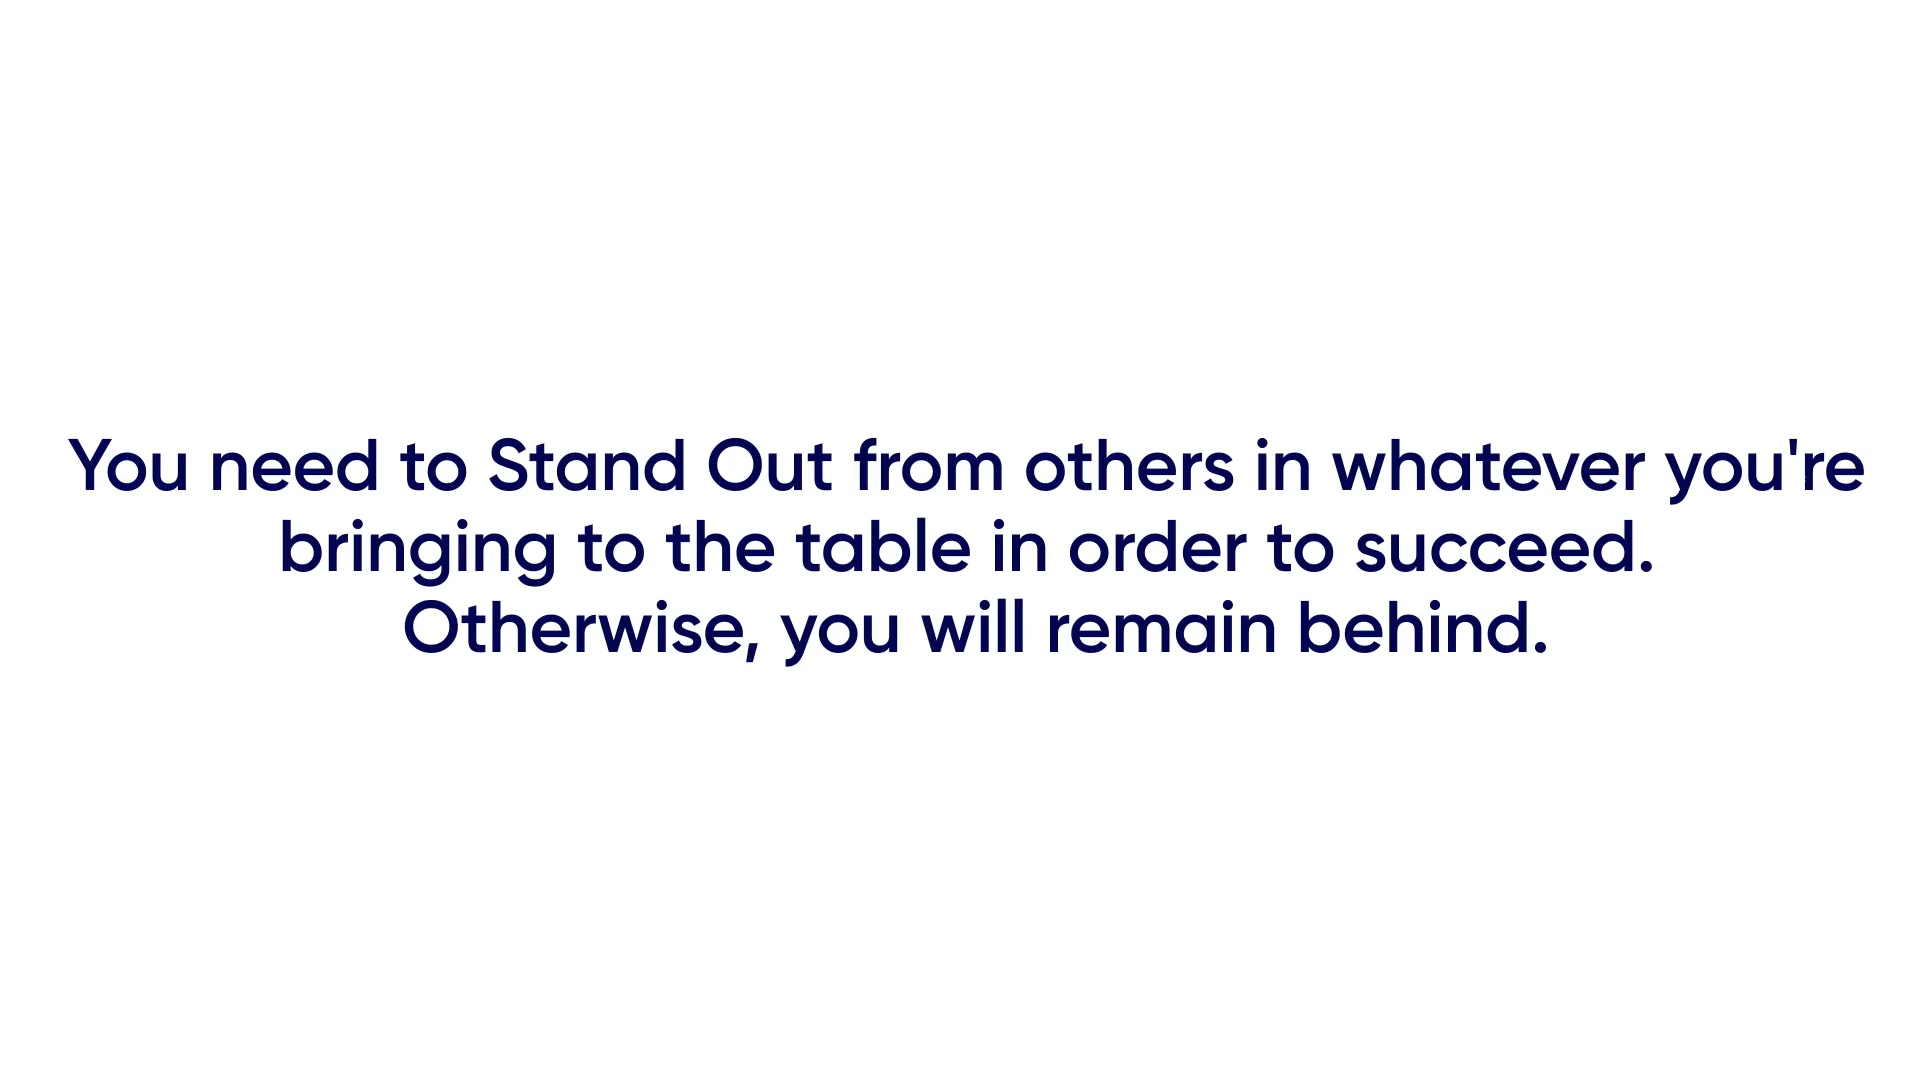 You need to Stand Out from others in whatever you're
bringing to the table in order to succeed.
Otherwise, you will remain behind.